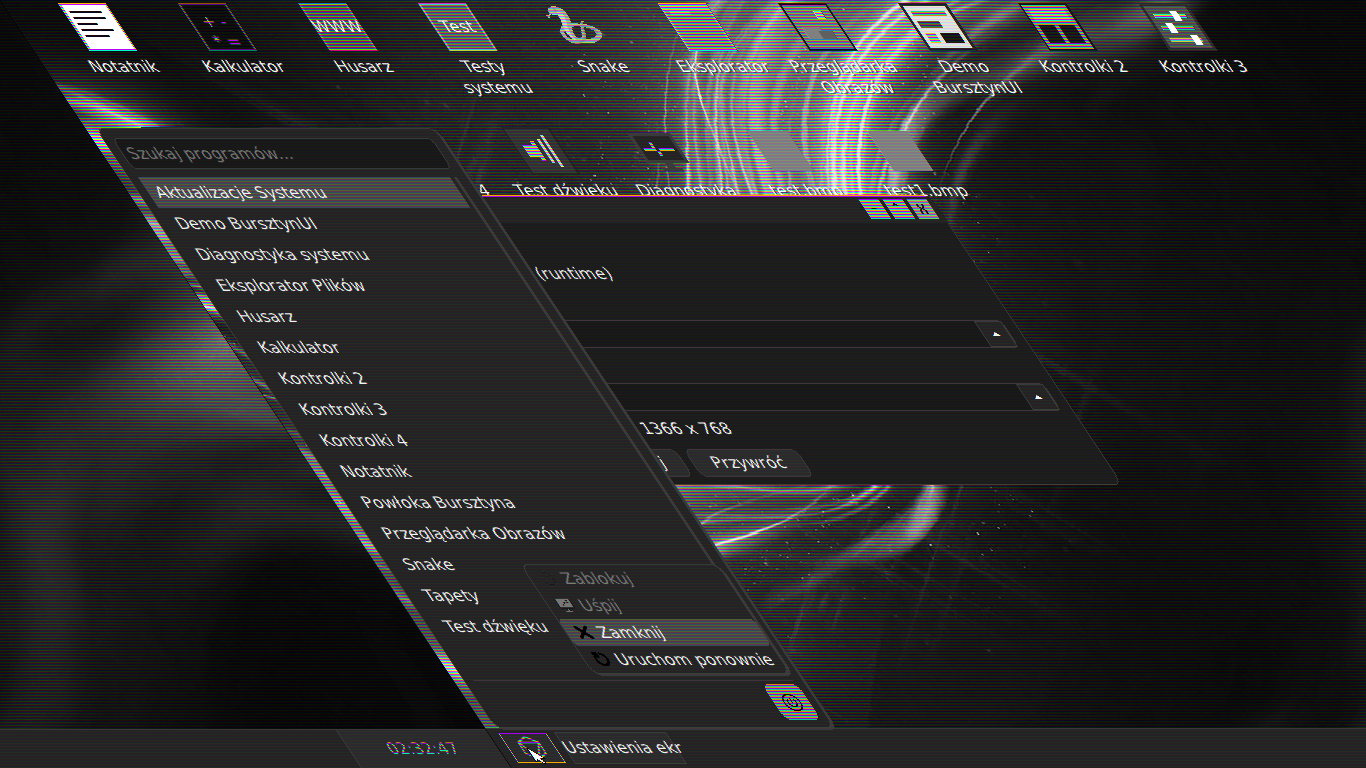 Notatnik
Kalkulator
WWW
Husarz
Test
Testy
systemu
Snake
Eksplorator
Przeglądarka
Obrazów
Demo
BursztynUI
Kontrolki 2
Kontrolki 3
4
Test dźwięku
Diagnostyka
test.bmp
test1.bmp
Szukaj programów...
Aktualizacje Systemu
Demo BursztynUI
Diagnostyka systemu
Eksplorator Plików
Husarz
Kalkulator
Kontrolki 2
Kontrolki 3
Kontrolki 4
Notatnik
Powłoka Bursztyna
Przeglądarka Obrazów
Snake
Tapety
Test dźwięku
(runtime)
1366 x 768
j
Przywróć
Zablokuj
Uśpij
Zamknij
Uruchom ponownie
02:32:47
Ustawienia ekr